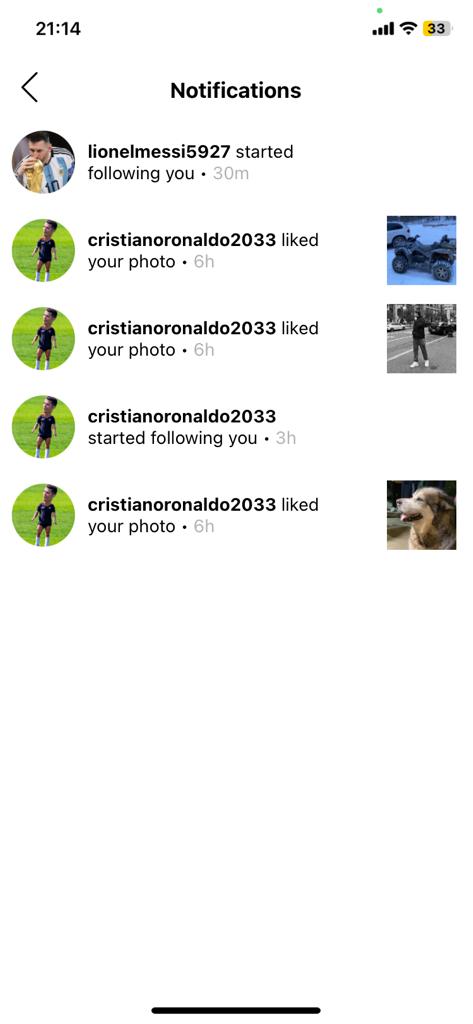 21:14
33
Notifications
lionelmessi5927 started
following you • 30m
cristianoronaldo2033 liked
your photo • 6h
cristianoronaldo2033 liked
your photo • 6h
cristianoronaldo2033
started following you • 3h
cristianoronaldo2033 liked
your photo • 6h